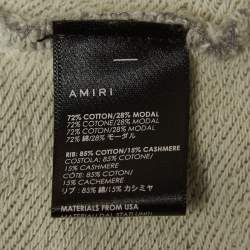 AMIRI
72% COTTON/28% MODAL
72% COTONE/28% MODAL
72% COTON/28% MODAL
72% 綿/28% モーダル
RIB: 85% COTTON/15% CASHMERE
COSTOLA: 85% COTONE/
15% CASHMERE
CÔTE: 85% COTON/
15% CACHEMERE
リブ: 85% 綿/15% カシミヤ
MATERIALS FROM USA